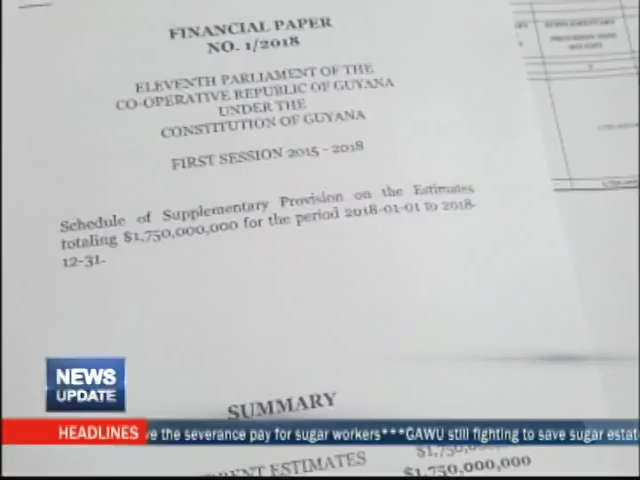 FINANCIAL PAPER
NO. 1/2018
ELEVENTH PARLIAMENT OF THE
CO-OPERATIVE REPUBLIC OF GUYANA
UNDER THE
CONSTITUTION OF GUYANA
FIRST SESSION 2015 - 2018
Schedule of Supplementary Provision on the Estimates
totaling $1,750,000,000 for the period 2018-01-01 to 2018-
12-31.
SUPPLEMENTARY
SUMMARY
NEWS
UPDATE
HEADLINES e the severance pay for sugar workers***GAWU still fighting to save sugar estat
ESTIMATES
$1,750,000,000